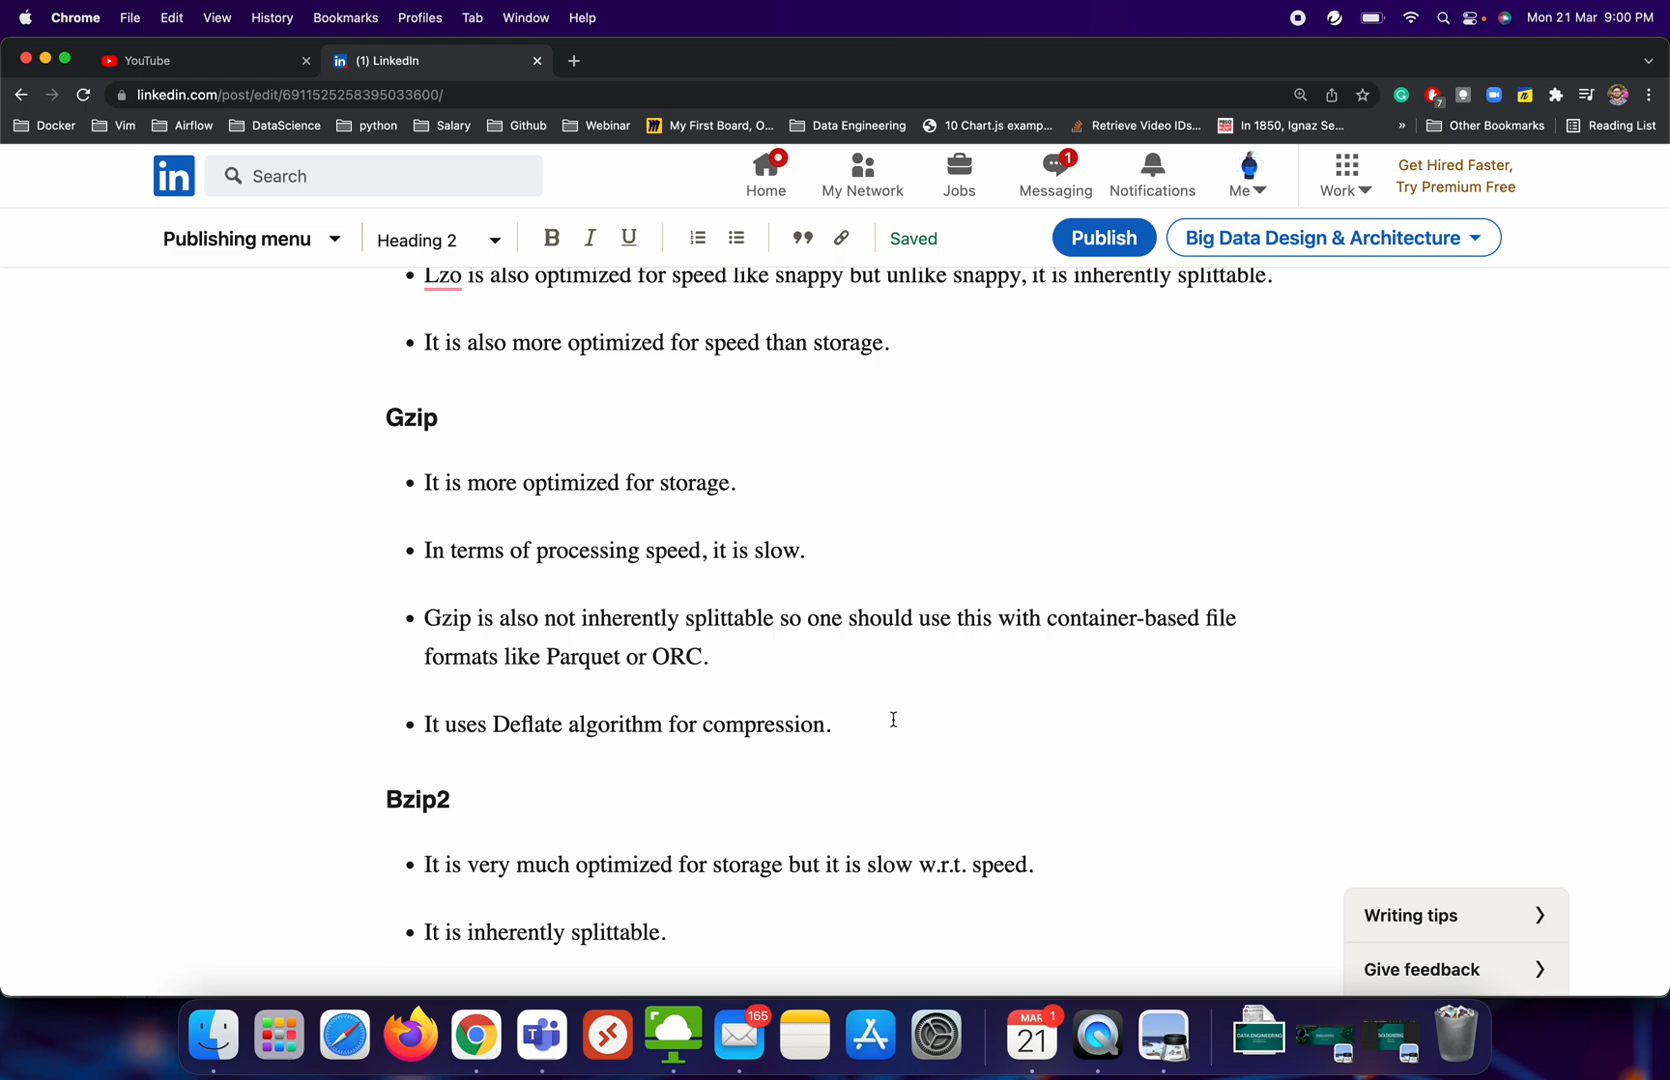 Chrome File Edit View History Bookmarks Profiles Tab Window Help Mon 21 Mar 9:00 PM
YouTube (1) LinkedIn
linkedin.com/post/edit/6911525258395033600/ 7
Docker Vim Airflow DataScience python Salary Github Webinar My First Board, O... Data Engineering 10 Chart.js examp... Retrieve Video IDs... In 1850, Ignaz Se... » Other Bookmarks Reading List
in Search Home My Network Jobs 1 Messaging Notifications Me Work Get Hired Faster,
Try Premium Free
Publishing menu Heading 2 B I U Saved Publish Big Data Design & Architecture
• Lzo is also optimized for speed like snappy but unlike snappy, it is inherently splittable.
• It is also more optimized for speed than storage.
Gzip
• It is more optimized for storage.
• In terms of processing speed, it is slow.
• Gzip is also not inherently splittable so one should use this with container-based file
formats like Parquet or ORC.
• It uses Deflate algorithm for compression.
Bzip2
• It is very much optimized for storage but it is slow w.r.t. speed.
• It is inherently splittable.
Writing tips
Give feedback
165 MAR 1
21
DATA ENGINEERING